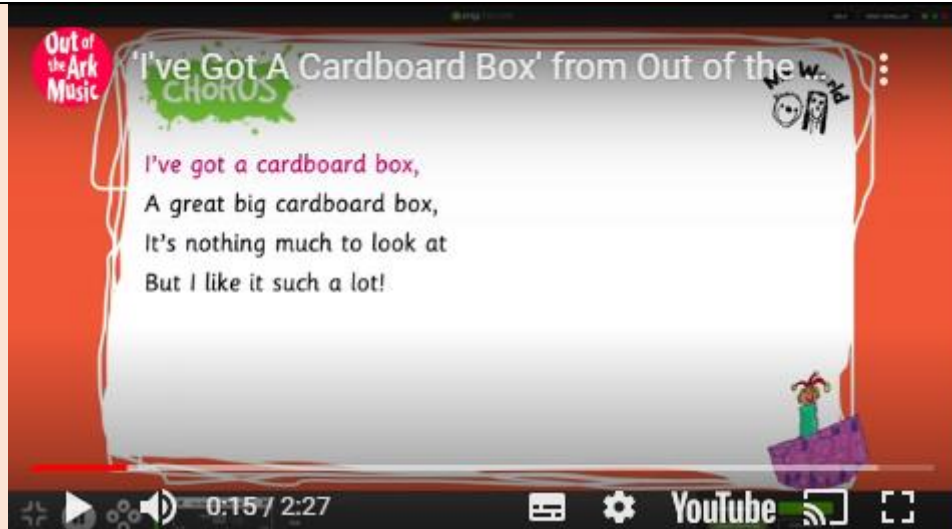 Out of
the Ark
Music
'I've Got A Cardboard Box' from Out of the
CHORUS
My World
I've got a cardboard box,
A great big cardboard box,
It's nothing much to look at
But I like it such a lot!
0:15 / 2:27
YouTube